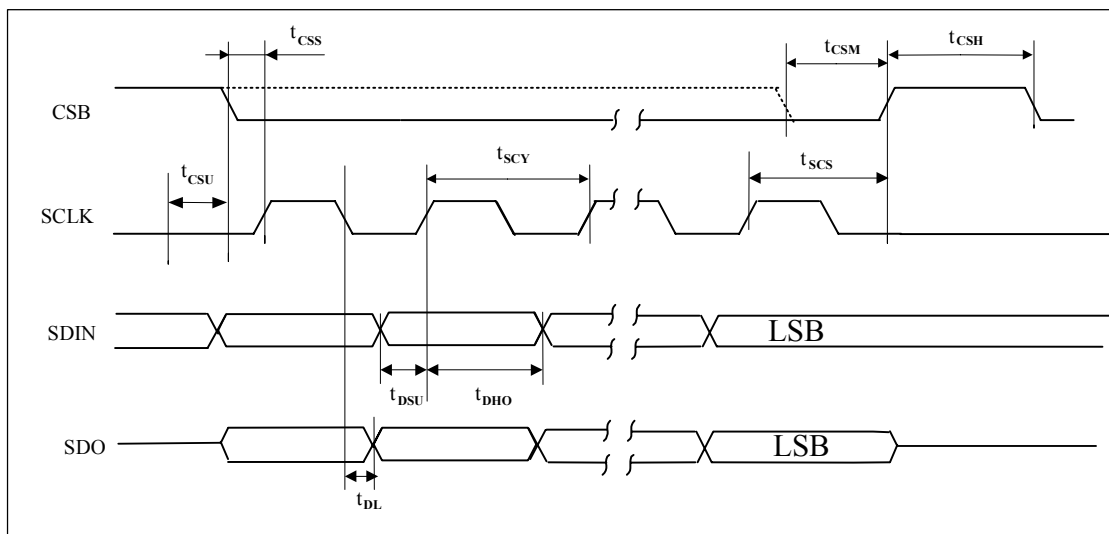 tCSS
tCSM
tCSH
CSB
tCSU
tSCY
tSCS
SCLK
SDIN
LSB
tDSU
tDHO
SDO
LSB
tDL